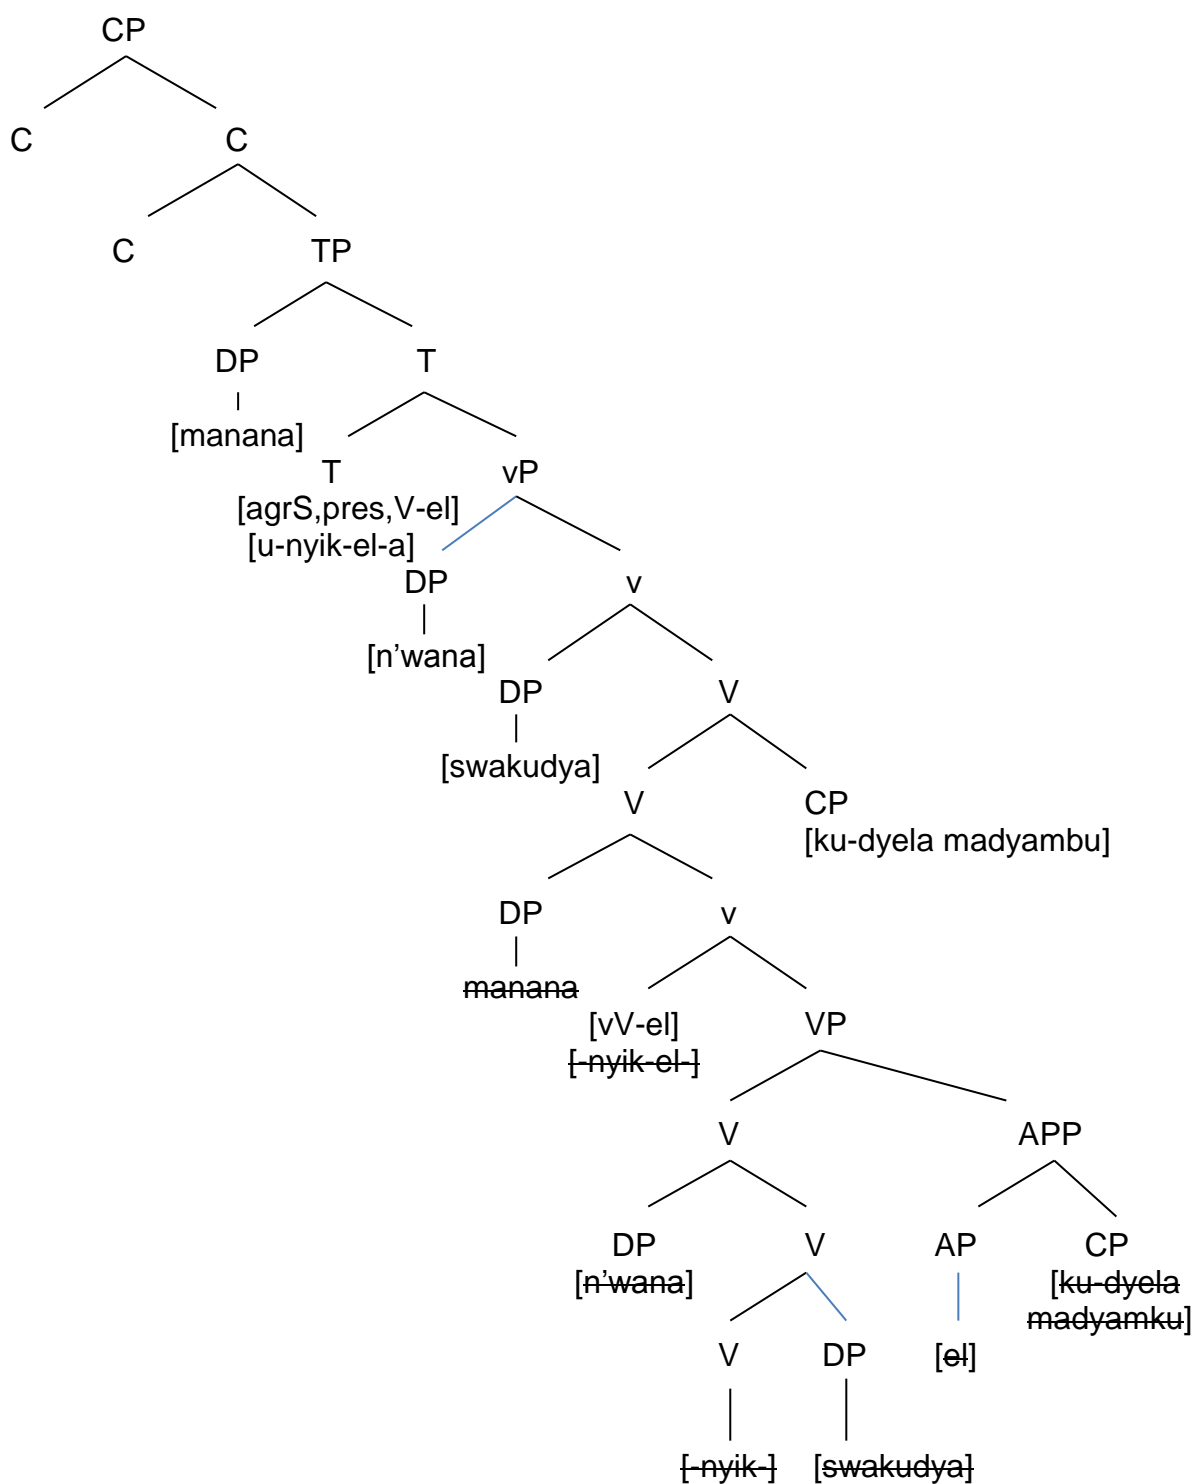 CP
C C
C TP
DP T
[manana]
T vP
[agrS,pres,V-el]
[u-nyik-el-a]
DP v
[n’wana]
DP V
[swakudya]
V CP
[ku-dyela madyambu]
DP v
manana
[vV-el] VP
[-nyik-el-]
V APP
DP V AP CP
[n’wana] [ku-dyela
madyamku]
V DP [el]
[-nyik-] [swakudya]